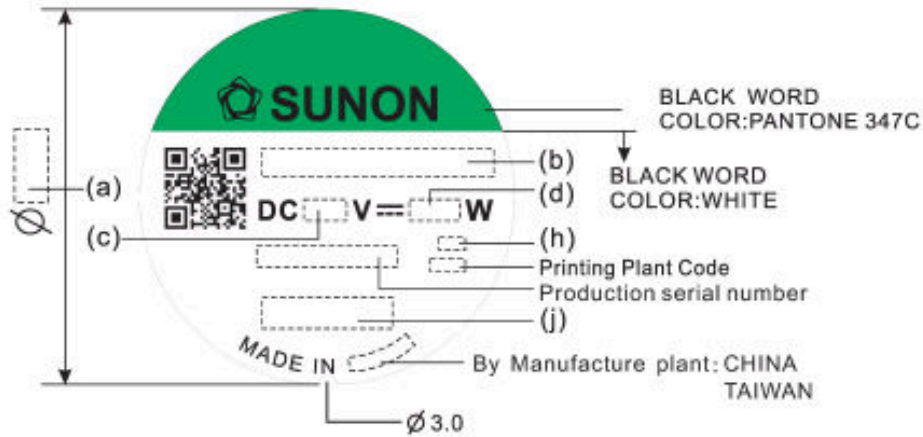 SUNON
BLACK WORD
COLOR:PANTONE 347C
(b)
BLACK WORD
COLOR:WHITE
(a)
(d)
DC V W
(c)
(h)
Printing Plant Code
Production serial number
(j)
MADE IN
By Manufacture plant: CHINA
TAIWAN
Ø
Ø 3.0